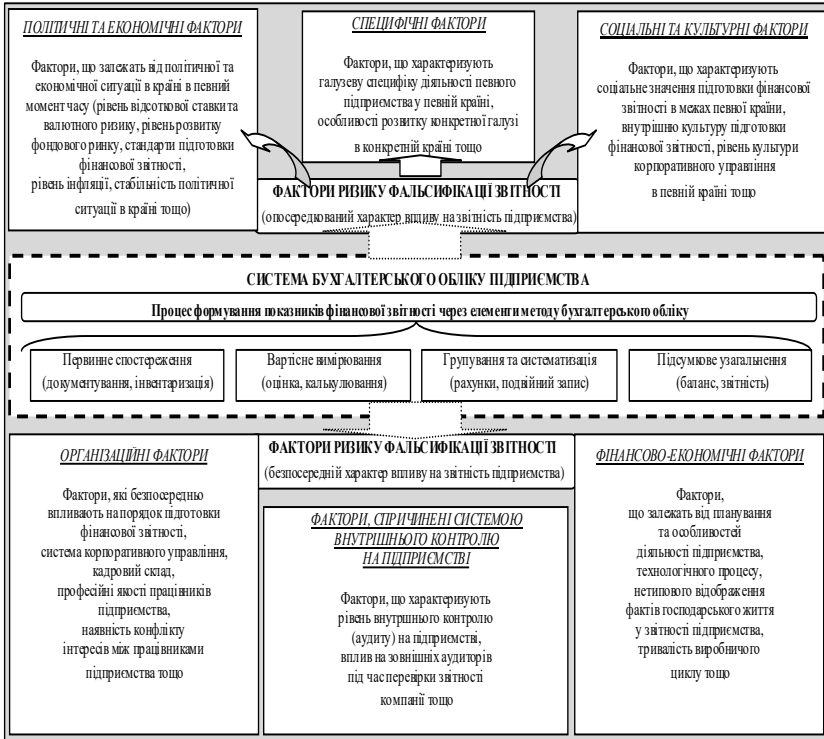 ПОЛІТИЧНІ ТА ЕКОНОМІЧНІ ФАКТОРИ
Фактори, що залежать від політичної та
економічної ситуації в країні в певний
момент часу (рівень відсоткової ставки та
валютного ризику, рівень розвитку
фондового ринку, стандарти підготовки
фінансової звітності,
рівень інфляції, стабільність політичної
ситуації в країні тощо)
СПЕЦИФІЧНІ ФАКТОРИ
Фактори, що характеризують
галузеву специфіку діяльності певного
підприємства у певній країні,
особливості розвитку конкретної галузі
в конкретній країні тощо
СОЦІАЛЬНІ ТА КУЛЬТУРНІ ФАКТОРИ
Фактори, що характеризують
соціальне значення підготовки фінансової
звітності в межах певної країни,
внутрішню культуру підготовки
фінансової звітності, рівень культури
корпоративного управління
в певній країні тощо
ФАКТОРИ РИЗИКУ ФАЛЬСИФІКАЦІЇ ЗВІТНОСТІ
(опосередкований характер впливу на звітність підприємства)
СИСТЕМА БУХГАЛТЕРСЬКОГО ОБЛІКУ ПІДПРИЄМСТВА
Процес формування показників фінансової звітності через елементи методу бухгалтерського обліку
Первинне спостереження
(документування, інвентаризація)
Вартісне вимірювання
(оцінка, калькулювання)
Групування та систематизація
(рахунки, подвійний запис)
Підсумкове узагальнення
(баланс, звітність)
ФАКТОРИ РИЗИКУ ФАЛЬСИФІКАЦІЇ ЗВІТНОСТІ
(безпосередній характер впливу на звітність підприємства)
ОРГАНІЗАЦІЙНІ ФАКТОРИ
Фактори, які безпосередньо
впливають на порядок підготовки
фінансової звітності,
система корпоративного управління,
кадровий склад,
професійні якості працівників
підприємства,
наявність конфлікту
інтересів між працівниками
підприємства тощо
ФАКТОРИ, СПРИЧИНЕНІ СИСТЕМОЮ
ВНУТРІШНЬОГО КОНТРОЛЮ
НА ПІДПРИЄМСТВІ
Фактори, що характеризують
рівень внутршнього контролю
(аудиту) на підприємстві,
вплив на зовнішніх аудиторів
під час перевірки звітності
компанії тощо
ФІНАНСОВО-ЕКОНОМІЧНІ ФАКТОРИ
Фактори,
що залежать від планування
та особливостей
діяльності підприємства,
технологічного процесу,
нетипового відображення
фактів господарського життя
у звітності підприємства,
тривалість виробничого
циклу тощо